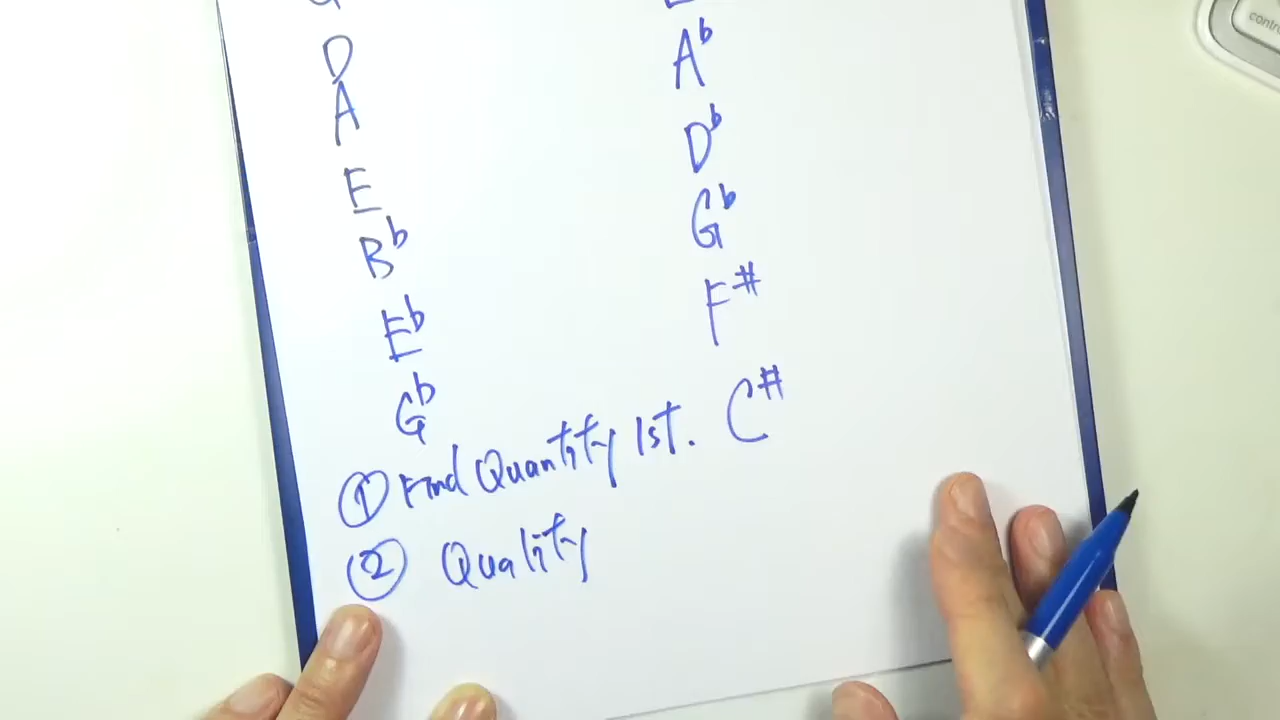 D
A
E
B♭
E♭
G♭
A♭
D♭
G♭
F#
C#
① Find Quantity 1st.
② Quality